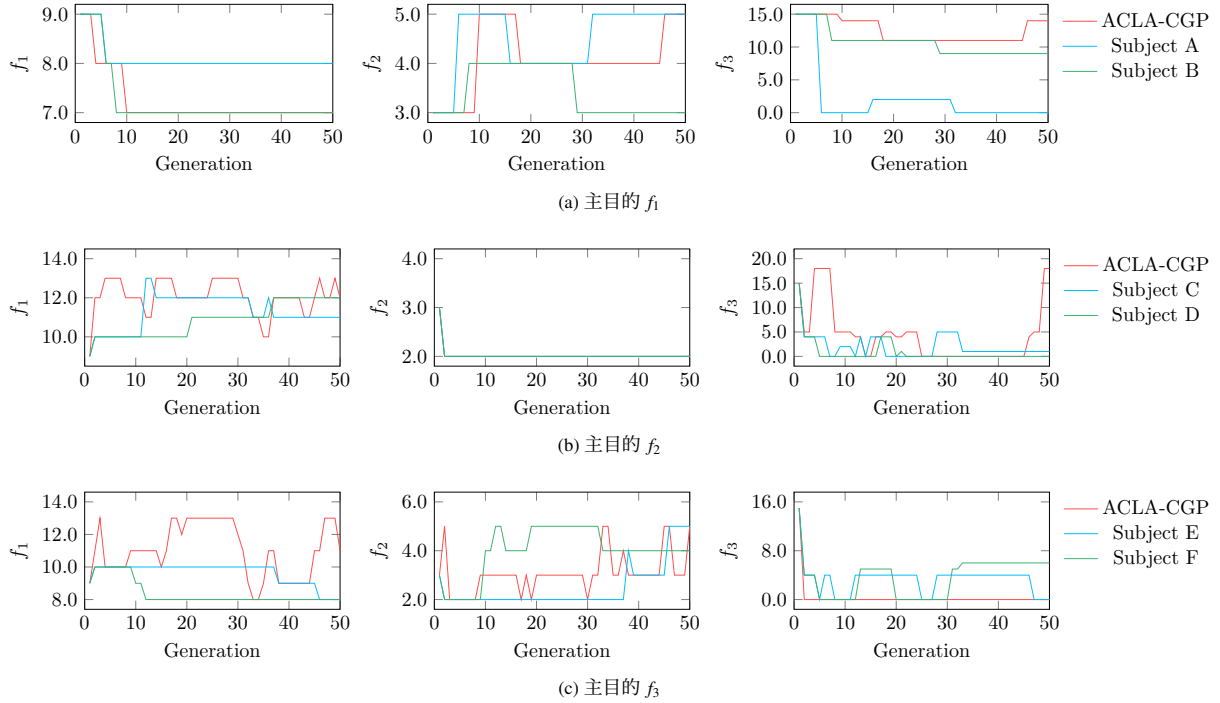 f₁
9.0
8.0
7.0
0 10 20 30 40 50
Generation
f₂
5.0
4.0
3.0
0 10 20 30 40 50
Generation
f₃
15.0
10.0
5.0
0.0
0 10 20 30 40 50
Generation
ACLA-CGP
Subject A
Subject B
(a) 主目的 f₁
f₁
14.0
12.0
10.0
0 10 20 30 40 50
Generation
f₂
4.0
3.0
2.0
0 10 20 30 40 50
Generation
f₃
20.0
15.0
10.0
5.0
0.0
0 10 20 30 40 50
Generation
ACLA-CGP
Subject C
Subject D
(b) 主目的 f₂
f₁
14.0
12.0
10.0
8.0
0 10 20 30 40 50
Generation
f₂
6.0
4.0
2.0
0 10 20 30 40 50
Generation
f₃
16.0
8.0
0.0
0 10 20 30 40 50
Generation
ACLA-CGP
Subject E
Subject F
(c) 主目的 f₃